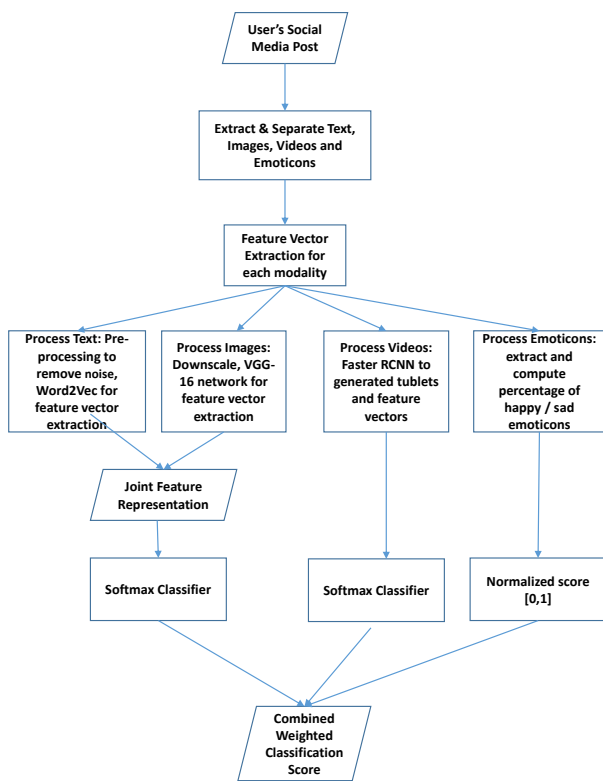 User's Social
Media Post
Extract & Separate Text,
Images, Videos and
Emoticons
Feature Vector
Extraction for
each modality
Process Text: Pre-
processing to
remove noise,
Word2Vec for
feature vector
extraction
Process Images:
Downscale, VGG-
16 network for
feature vector
extraction
Process Videos:
Faster RCNN to
generated tublets
and feature
vectors
Process Emoticons:
extract and
compute
percentage of
happy / sad
emoticons
Joint Feature
Representation
Softmax Classifier
Softmax Classifier
Normalized score
[0,1]
Combined
Weighted
Classification
Score